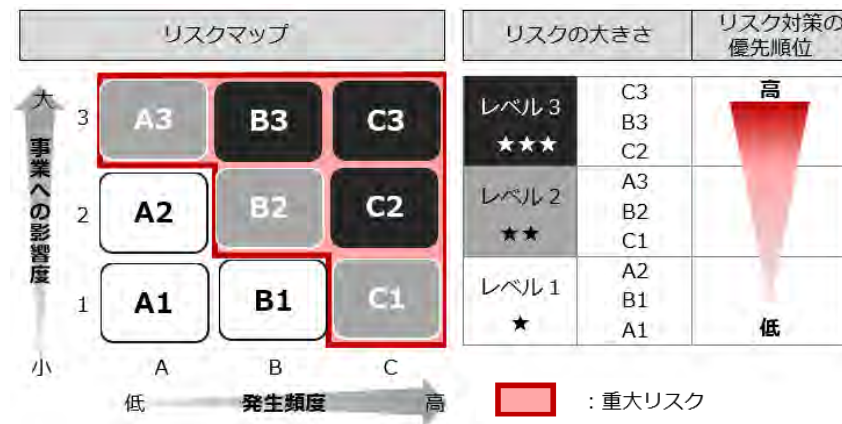 リスクマップ
リスクの大きさ
リスク対策の
優先順位
大
事業への影響度
小
3
A3
B3
C3
2
A2
B2
C2
1
A1
B1
C1
A
B
C
低
発生頻度
高
レベル３
★★★
C3
B3
C2
レベル２
★★
A3
B2
C1
レベル１
★
A2
B1
A1
高
低
：重大リスク